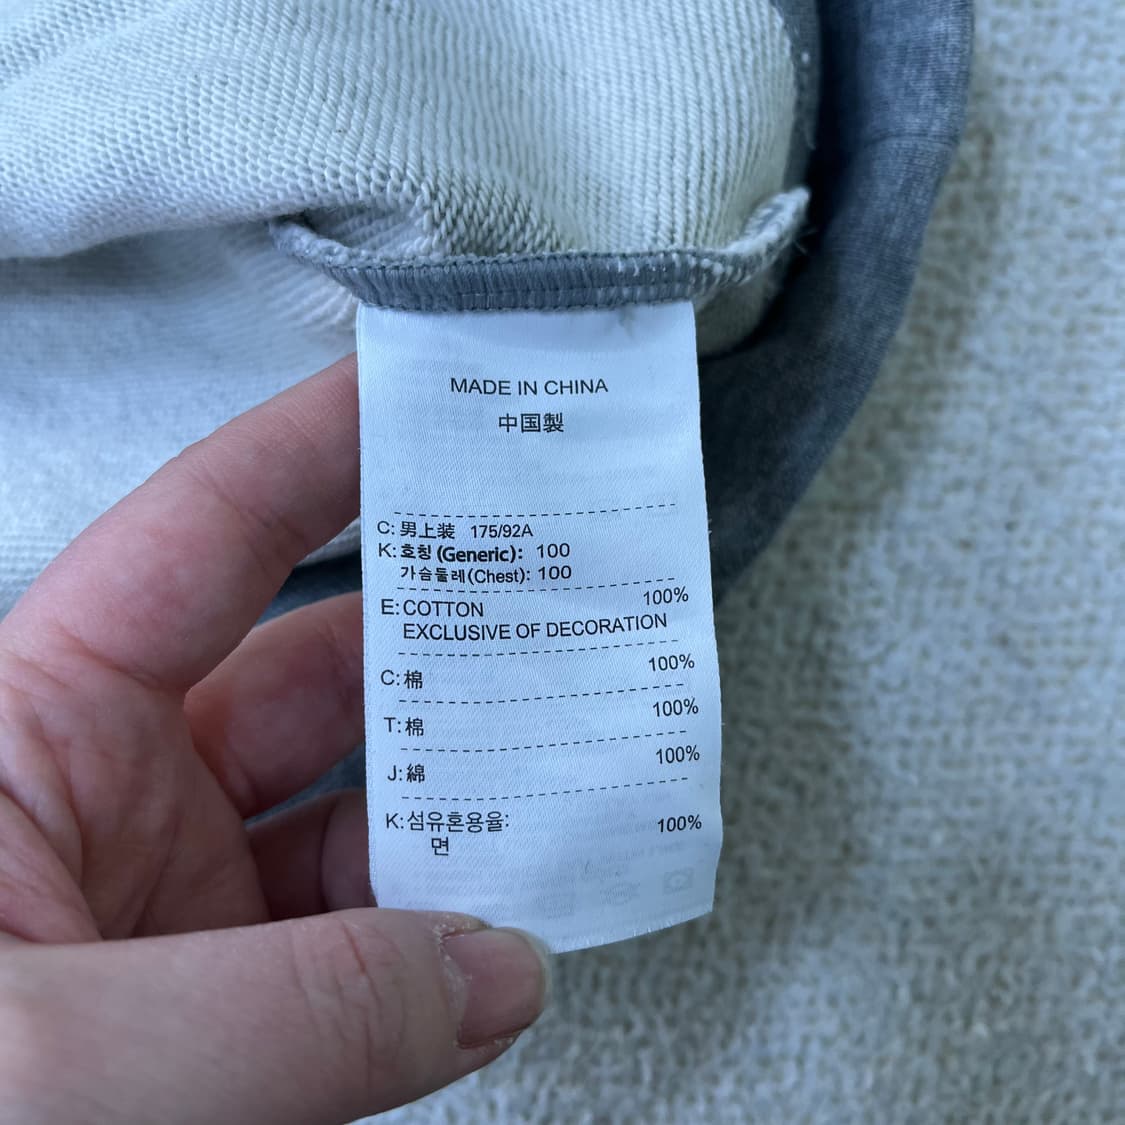 MADE IN CHINA
中国製
C: 男上装 175/92A
K: 호칭 (Generic): 100
가슴둘레(Chest): 100
E: COTTON 100%
EXCLUSIVE OF DECORATION
C: 棉 100%
T: 棉 100%
J: 綿 100%
K: 섬유혼용율: 
면 100%